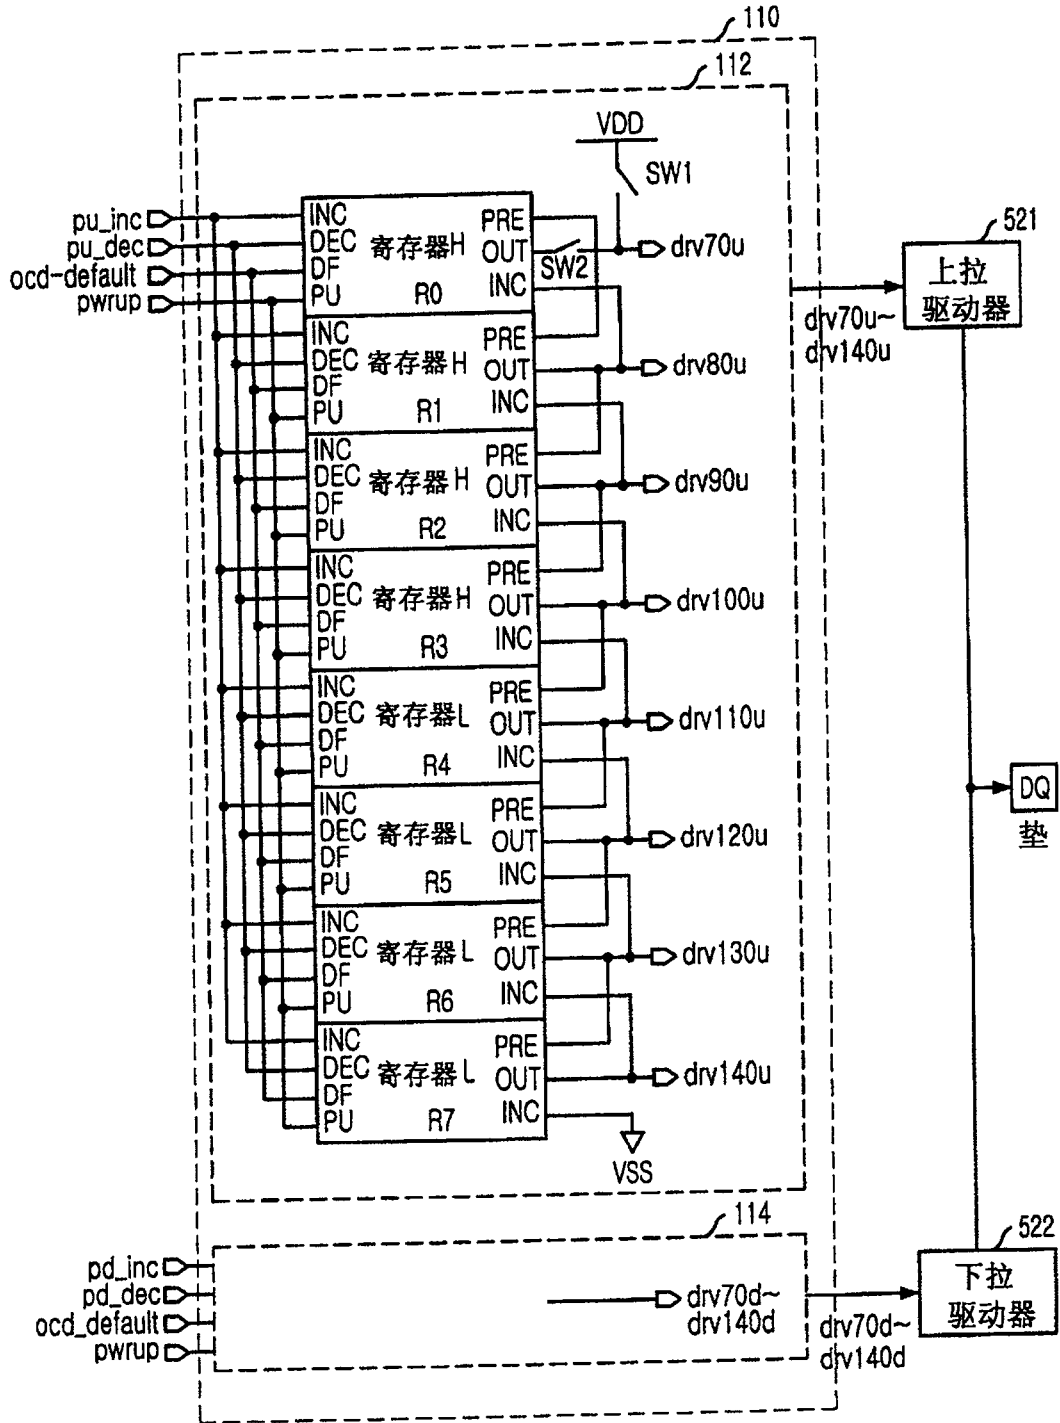 110
112
VDD
SW1
pu_inc
pu_dec
ocd-default
pwrup
INC
DEC 寄存器H
DF
PU R0
PRE
OUT
INC
SW2
drv70u
INC
DEC 寄存器H
DF
PU R1
PRE
OUT
INC
drv80u
INC
DEC 寄存器H
DF
PU R2
PRE
OUT
INC
drv90u
INC
DEC 寄存器H
DF
PU R3
PRE
OUT
INC
drv100u
INC
DEC 寄存器L
DF
PU R4
PRE
OUT
INC
drv110u
INC
DEC 寄存器L
DF
PU R5
PRE
OUT
INC
drv120u
INC
DEC 寄存器L
DF
PU R6
PRE
OUT
INC
drv130u
INC
DEC 寄存器L
DF
PU R7
PRE
OUT
INC
drv140u
VSS
drv70u~
drv140u
521
上拉
驱动器
DQ
垫
114
pd_inc
pd_dec
ocd_default
pwrup
drv70d~
drv140d
drv70d~
drv140d
522
下拉
驱动器